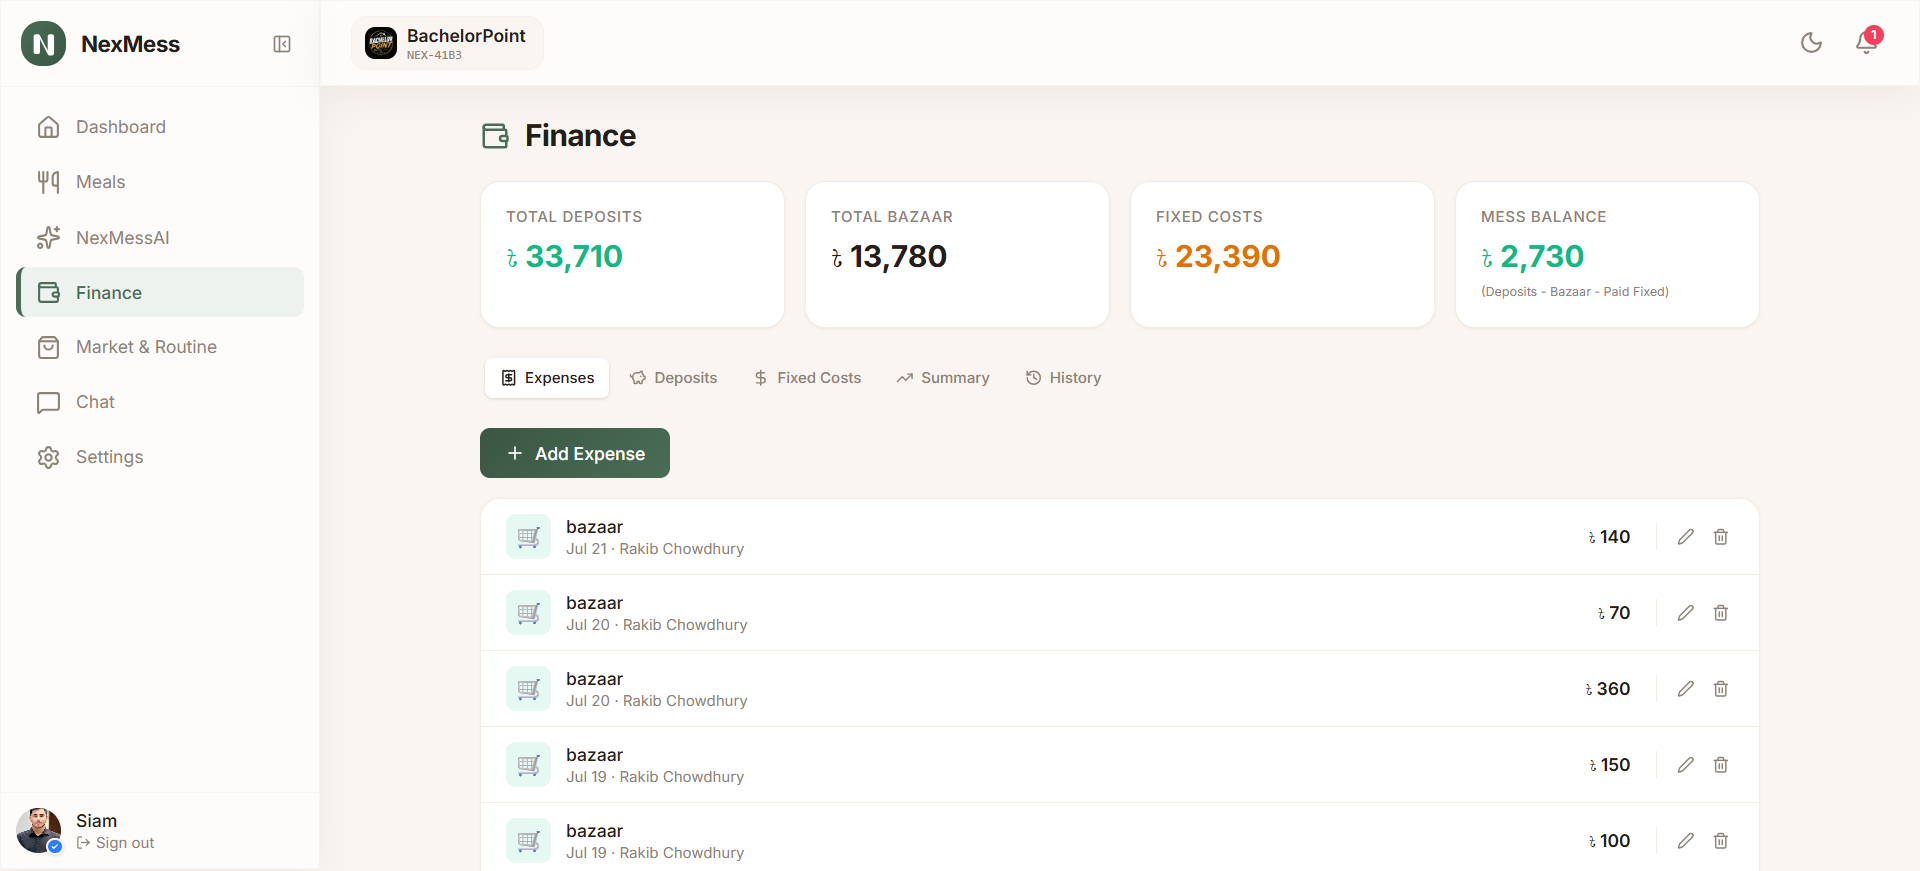 N NexMess
BACHELOR POINT BachelorPoint
NEX-41B3
1
Dashboard
Meals
NexMessAI
Finance
Market & Routine
Chat
Settings
Siam
Sign out
Finance
TOTAL DEPOSITS
৳ 33,710
TOTAL BAZAAR
৳ 13,780
FIXED COSTS
৳ 23,390
MESS BALANCE
৳ 2,730
(Deposits - Bazaar - Paid Fixed)
Expenses Deposits Fixed Costs Summary History
+ Add Expense
bazaar
Jul 21 · Rakib Chowdhury
৳ 140
bazaar
Jul 20 · Rakib Chowdhury
৳ 70
bazaar
Jul 20 · Rakib Chowdhury
৳ 360
bazaar
Jul 19 · Rakib Chowdhury
৳ 150
bazaar
Jul 19 · Rakib Chowdhury
৳ 100